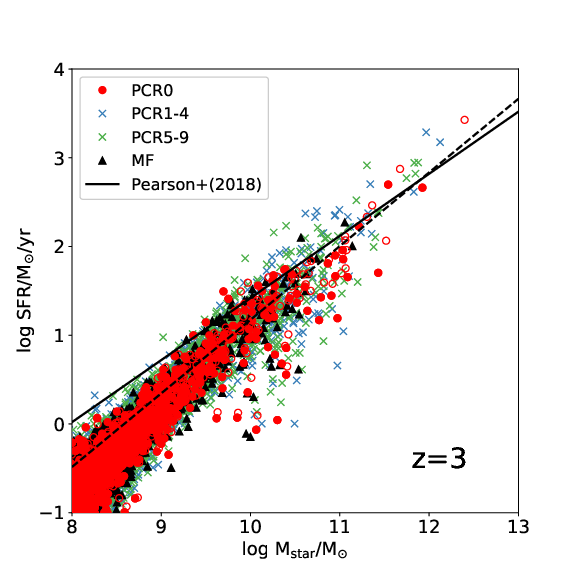 4
3
2
1
0
−1
8
9
10
11
12
13
log SFR/M☉/yr
log Mstar/M☉
PCR0
PCR1-4
PCR5-9
MF
Pearson+(2018)
z=3